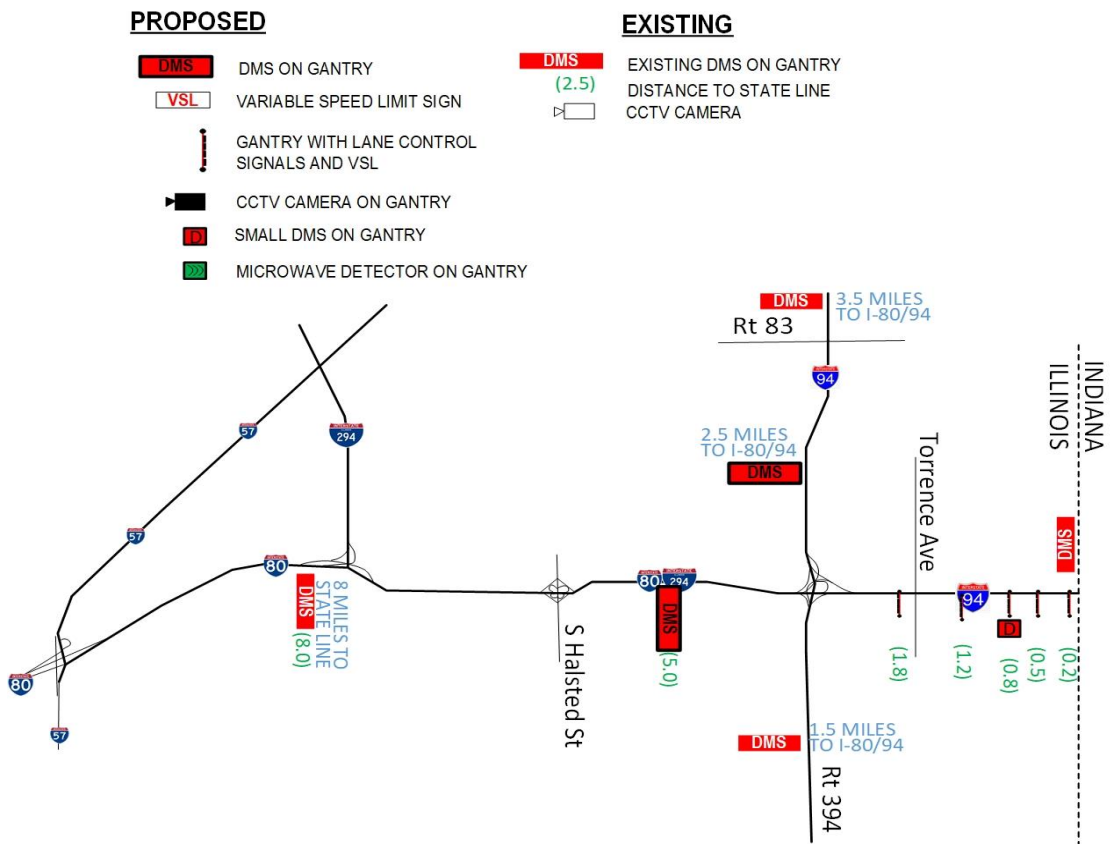 PROPOSED
DMS
DMS ON GANTRY
VSL
VARIABLE SPEED LIMIT SIGN
GANTRY WITH LANE CONTROL
SIGNALS AND VSL
CCTV CAMERA ON GANTRY
D
SMALL DMS ON GANTRY
MICROWAVE DETECTOR ON GANTRY
EXISTING
DMS
EXISTING DMS ON GANTRY
(2.5)
DISTANCE TO STATE LINE
CCTV CAMERA
DMS
3.5 MILES
TO I-80/94
Rt 83
94
INDIANA
ILLINOIS
57
INTERSTATE
294
2.5 MILES
TO I-80/94
DMS
Torrence Ave
57
80
DMS
8 MILES TO
STATE LINE
(8.0)
S Halsted St
80
INTERSTATE
294
DMS
(5.0)
DMS
INTERSTATE
94
D
(1.8)
(1.2)
(0.8)
(0.5)
(0.2)
80
57
DMS
1.5 MILES
TO I-80/94
Rt 394